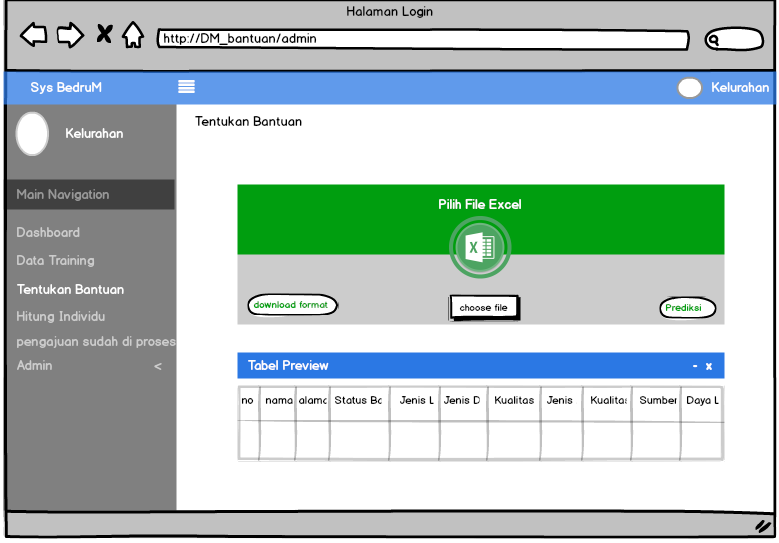 Halaman Login
http://DM_bantuan/admin
Sys BedruM
Kelurahan
Kelurahan
Tentukan Bantuan
Main Navigation
Dashboard
Data Training
Tentukan Bantuan
Hitung Individu
pengajuan sudah di proses
Admin <
Pilih File Excel
X
download format
choose file
Prediksi
Tabel Preview - x
no nama alamc Status Bc Jenis L Jenis D Kualitas Jenis Kualitas Sumber Daya L